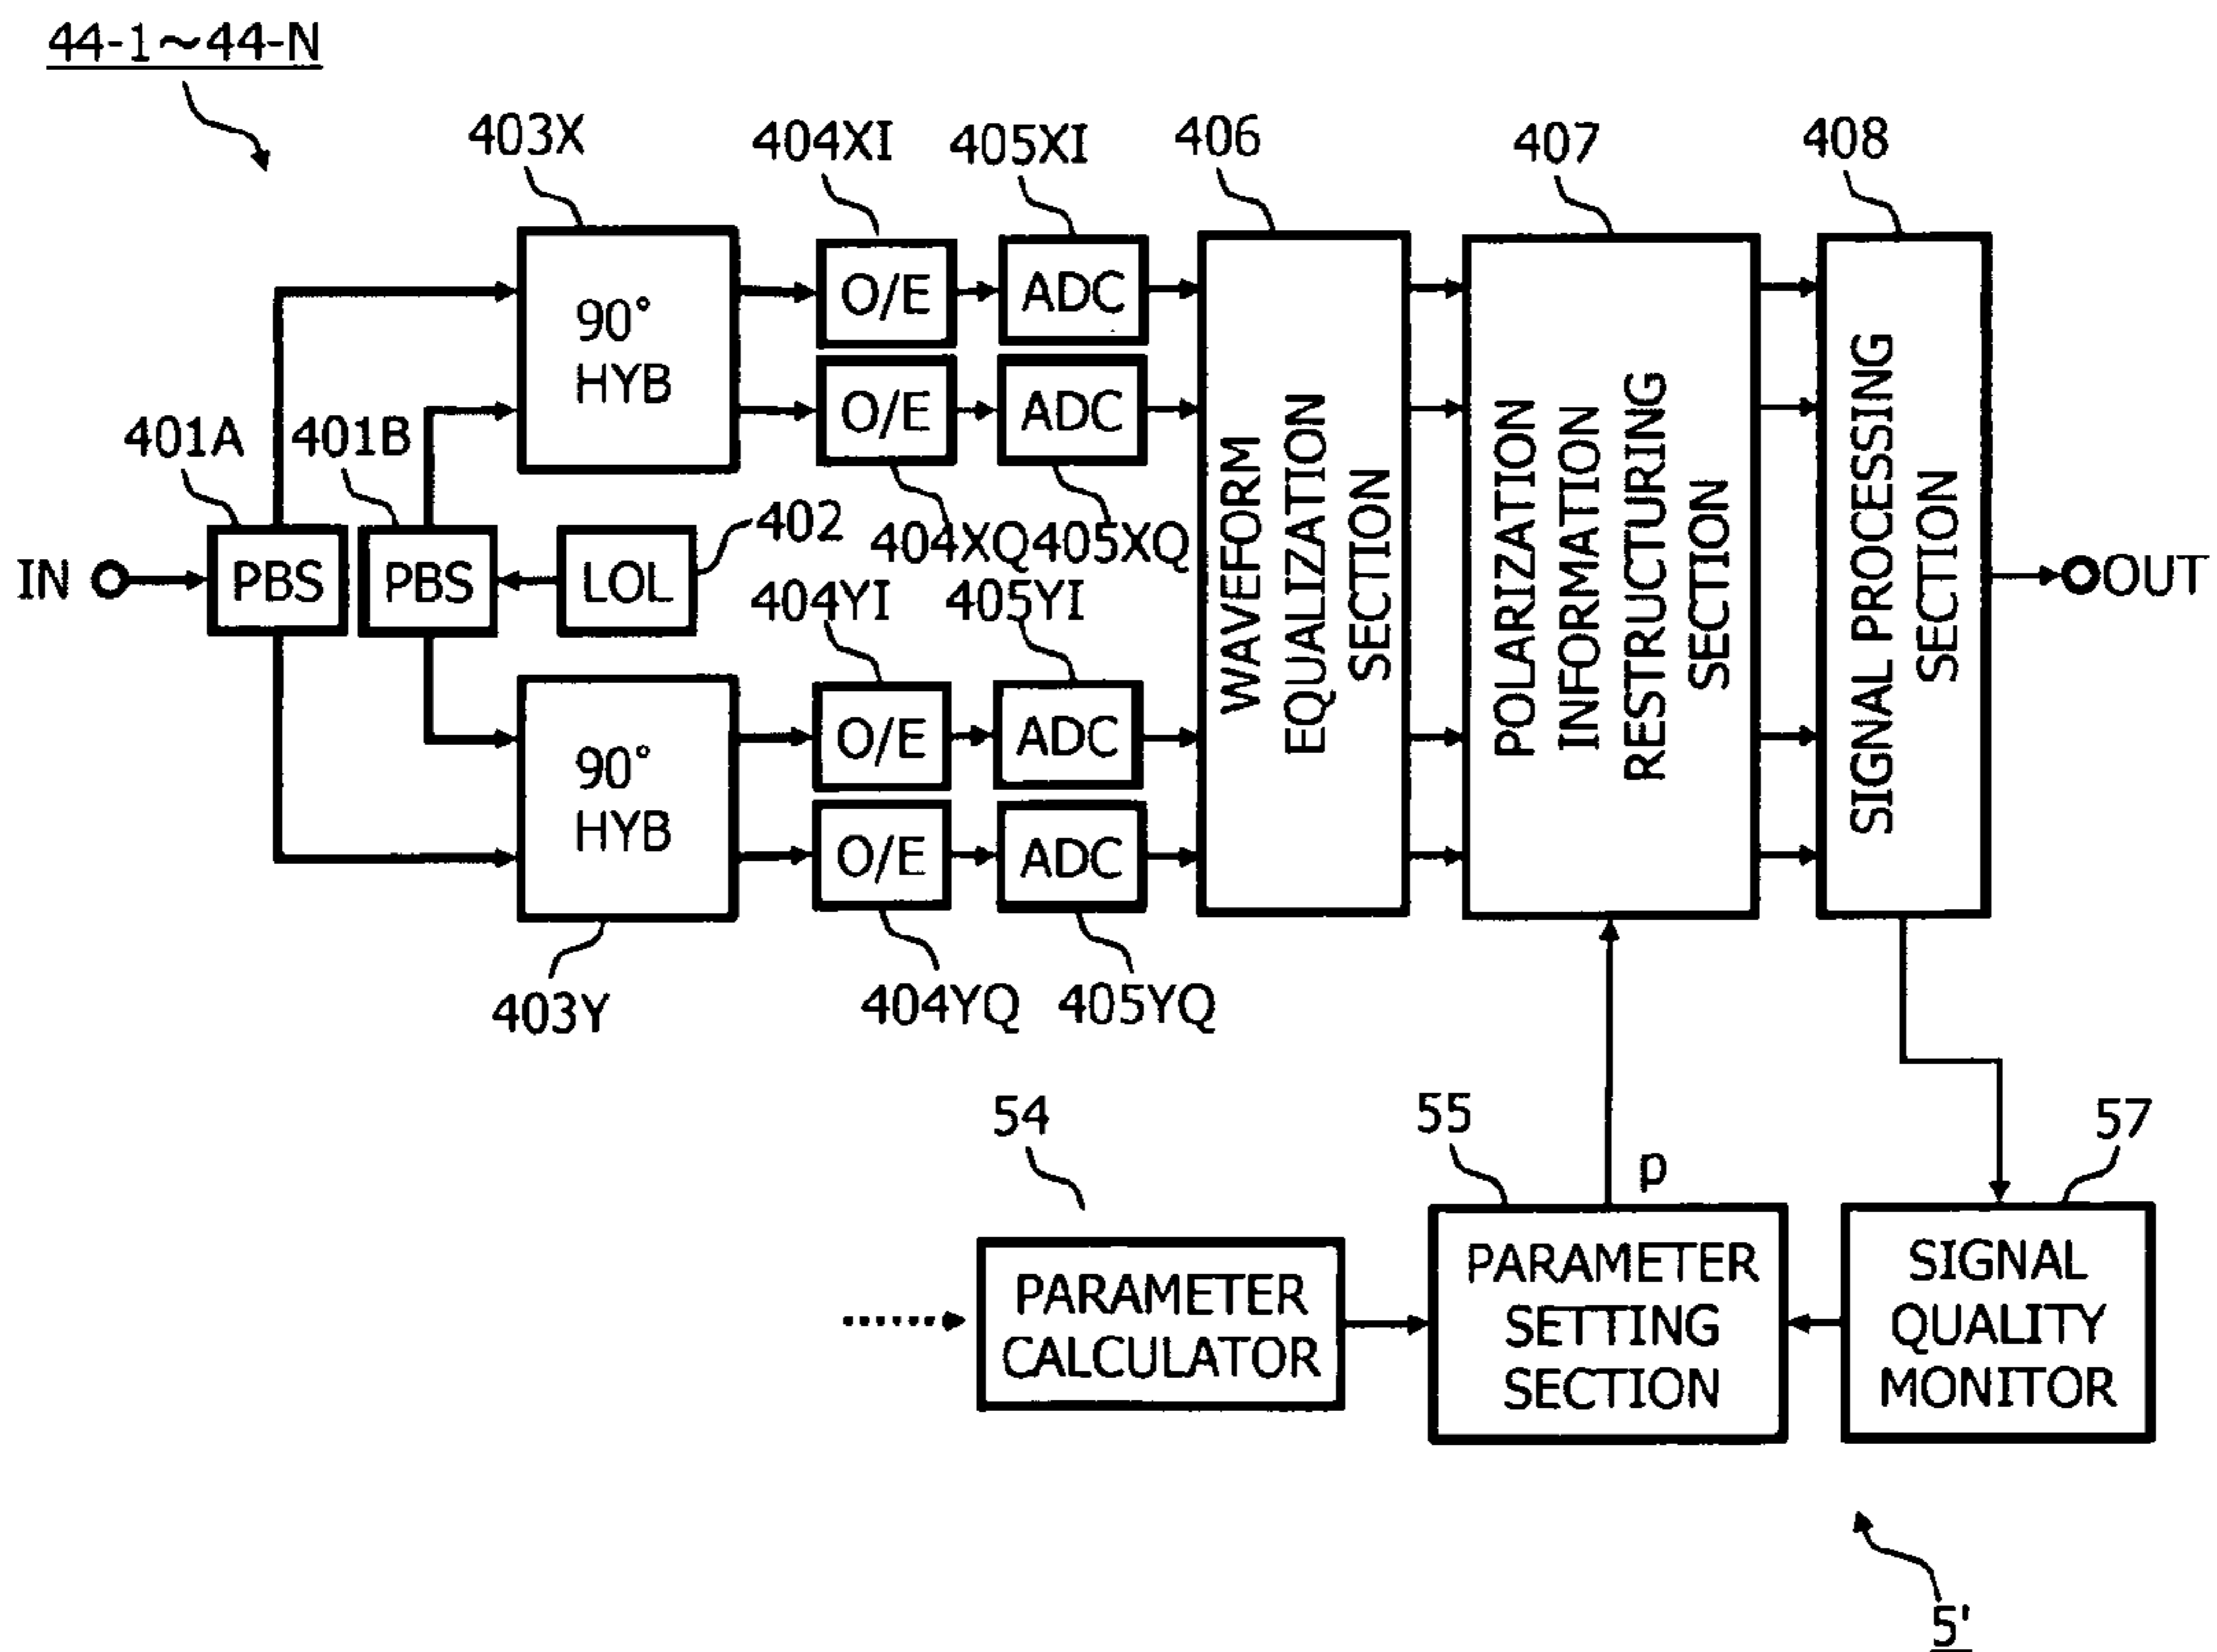 44-1~44-N
403X
404XI
405XI
406
407
408
90°
HYB
O/E
ADC
O/E
ADC
401A
401B
402
404XQ
405XQ
IN
PBS
PBS
LOL
404YI
405YI
WAVEFORM
EQUALIZATION
SECTION
POLARIZATION
INFORMATION
RESTRUCTURING
SECTION
SIGNAL PROCESSING
SECTION
OUT
90°
HYB
O/E
ADC
O/E
ADC
403Y
404YQ
405YQ
54
55
p
57
PARAMETER
CALCULATOR
PARAMETER
SETTING
SECTION
SIGNAL
QUALITY
MONITOR
5'